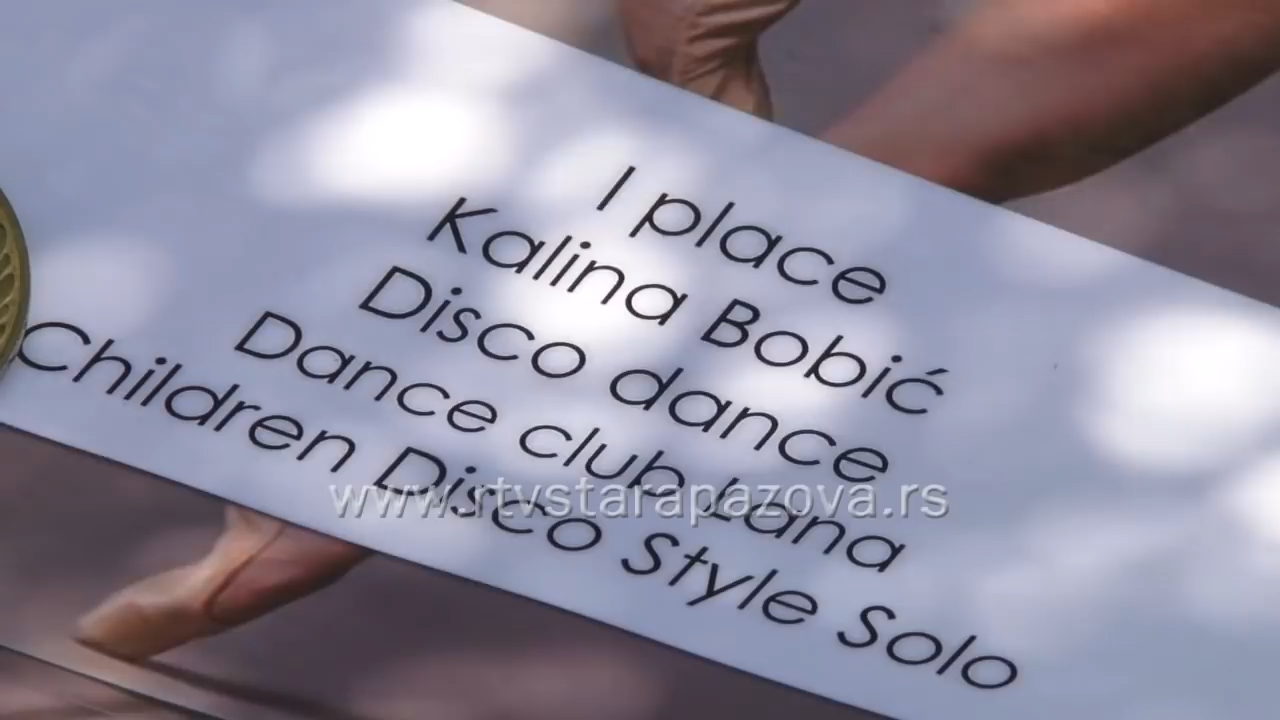 I place
Kalina Bobić
Disco dance
Dance club Lana
Children Disco Style Solo
www.rtvstarapazova.rs